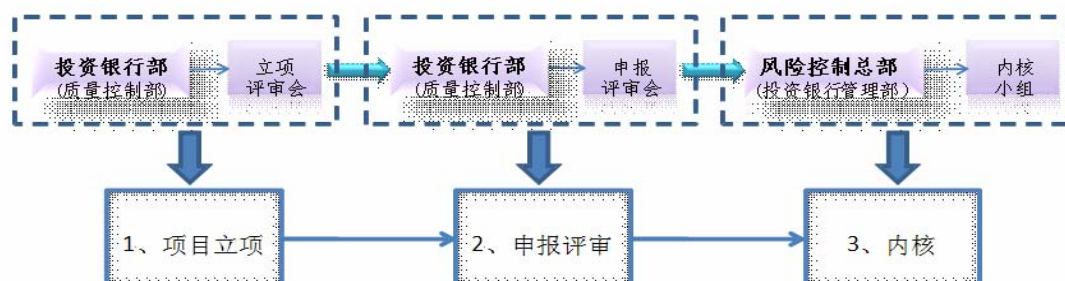 投资银行部
(质量控制部)
立项
评审会
投资银行部
(质量控制部)
申报
评审会
风险控制总部
(投资银行管理部)
内核
小组
1、项目立项
2、申报评审
3、内核